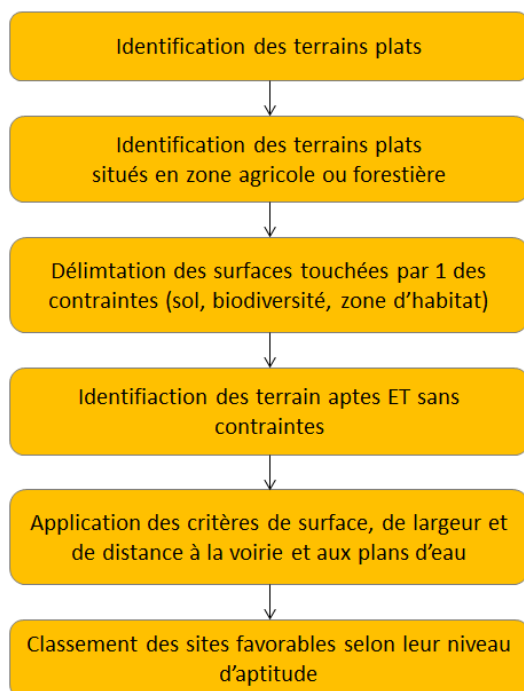 Identification des terrains plats
Identification des terrains plats
situés en zone agricole ou forestière
Délimtation des surfaces touchées par 1 des
contraintes (sol, biodiversité, zone d'habitat)
Identifiaction des terrain aptes ET sans
contraintes
Application des critères de surface, de largeur et
de distance à la voirie et aux plans d'eau
Classement des sites favorables selon leur niveau
d'aptitude